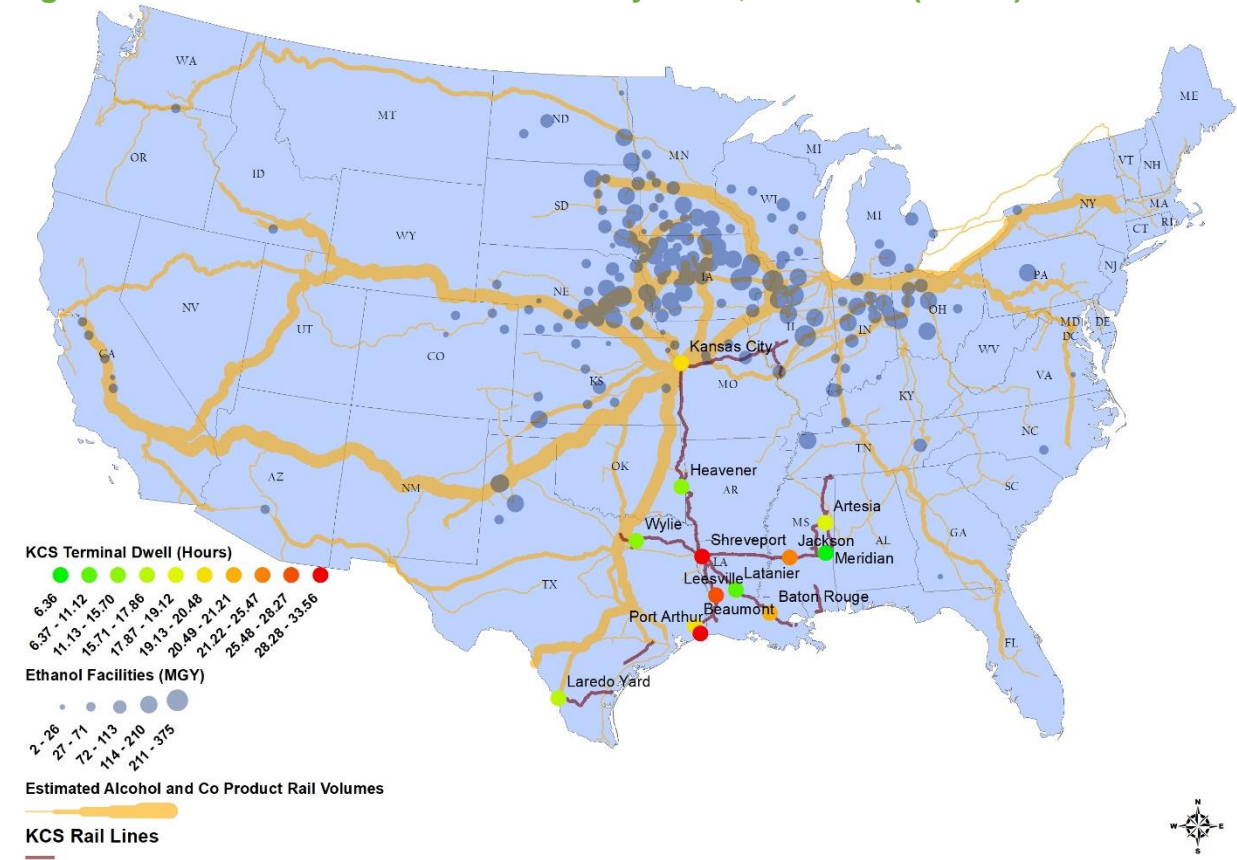 WA
ME
MT
ND
MN
MI
VT
NH
OR
ID
WI
SD
MI
NY
MA
CT
RI
WY
IA
PA
NJ
NE
OH
NV
IN
MD
DE
DC
UT
CO
Kansas City
WV
CA
KS
MO
VA
KY
NC
TN
OK
Heavener
AR
AZ
NM
SC
Artesia
Wylie
MS
Shreveport
Jackson
AL
GA
KCS Terminal Dwell (Hours)
Meridian
LA
Leesville
Latanier
TX
Beaumont
Baton Rouge
Port Arthur
6.36
6.37 - 11.12
11.13 - 15.70
15.71 - 17.86
17.87 - 19.12
19.13 - 20.48
20.49 - 21.21
21.22 - 25.47
25.48 - 28.27
28.28 - 33.56
FL
Ethanol Facilities (MGY)
Laredo Yard
2 - 26
27 - 71
72 - 113
114 - 210
211 - 375
Estimated Alcohol and Co Product Rail Volumes
KCS Rail Lines
N
W
E
S